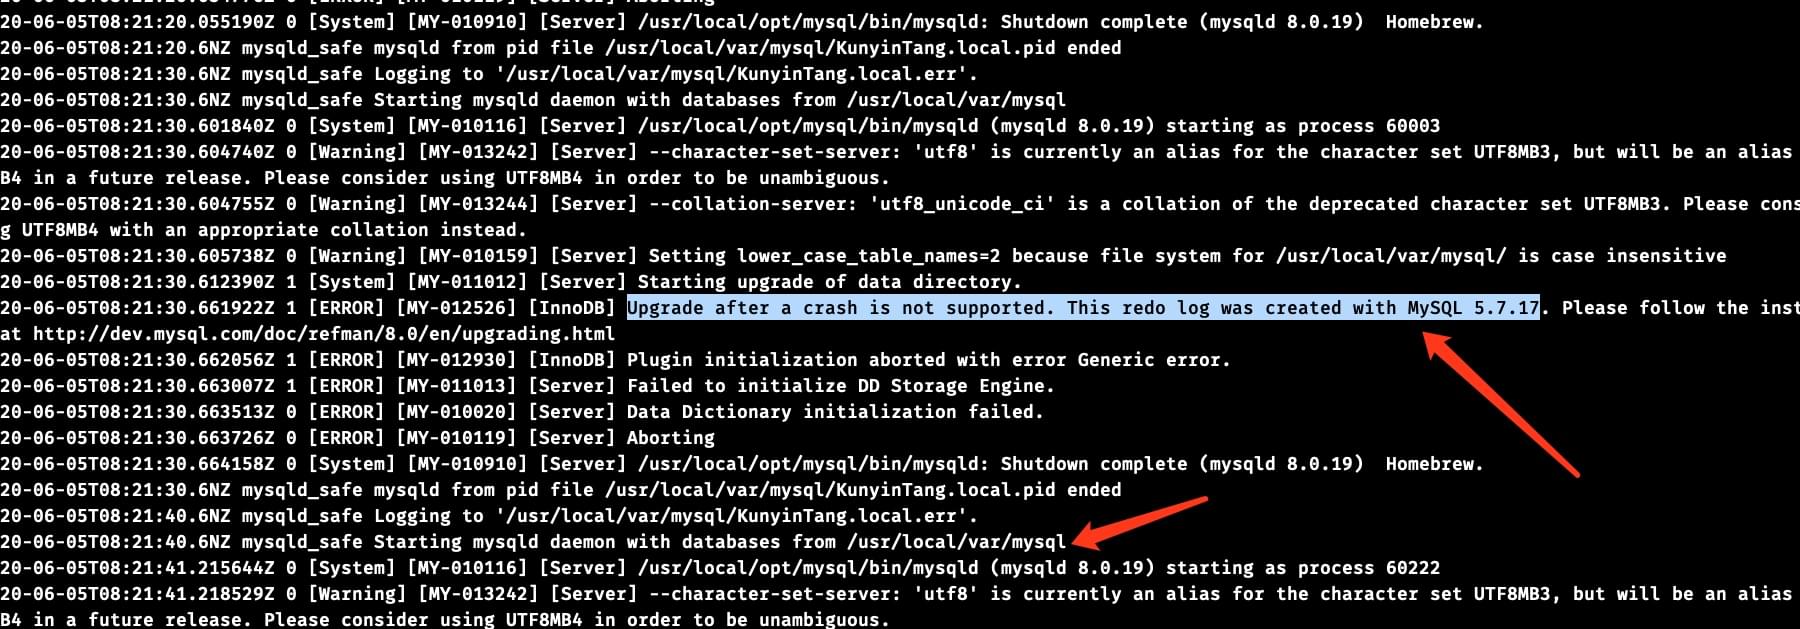 20-06-05T08:21:20.055190Z 0 [System] [MY-010910] [Server] /usr/local/opt/mysql/bin/mysqld: Shutdown complete (mysqld 8.0.19)  Homebrew.
20-06-05T08:21:20.6NZ mysqld_safe mysqld from pid file /usr/local/var/mysql/KunyinTang.local.pid ended
20-06-05T08:21:30.6NZ mysqld_safe Logging to '/usr/local/var/mysql/KunyinTang.local.err'.
20-06-05T08:21:30.6NZ mysqld_safe Starting mysqld daemon with databases from /usr/local/var/mysql
20-06-05T08:21:30.601840Z 0 [System] [MY-010116] [Server] /usr/local/opt/mysql/bin/mysqld (mysqld 8.0.19) starting as process 60003
20-06-05T08:21:30.604740Z 0 [Warning] [MY-013242] [Server] --character-set-server: 'utf8' is currently an alias for the character set UTF8MB3, but will be an alias
B4 in a future release. Please consider using UTF8MB4 in order to be unambiguous.
20-06-05T08:21:30.604755Z 0 [Warning] [MY-013244] [Server] --collation-server: 'utf8_unicode_ci' is a collation of the deprecated character set UTF8MB3. Please cons
g UTF8MB4 with an appropriate collation instead.
20-06-05T08:21:30.605738Z 0 [Warning] [MY-010159] [Server] Setting lower_case_table_names=2 because file system for /usr/local/var/mysql/ is case insensitive
20-06-05T08:21:30.612390Z 1 [System] [MY-011012] [Server] Starting upgrade of data directory.
20-06-05T08:21:30.661922Z 1 [ERROR] [MY-012526] [InnoDB] Upgrade after a crash is not supported. This redo log was created with MySQL 5.7.17. Please follow the inst
at http://dev.mysql.com/doc/refman/8.0/en/upgrading.html
20-06-05T08:21:30.662056Z 1 [ERROR] [MY-012930] [InnoDB] Plugin initialization aborted with error Generic error.
20-06-05T08:21:30.663007Z 1 [ERROR] [MY-011013] [Server] Failed to initialize DD Storage Engine.
20-06-05T08:21:30.663513Z 0 [ERROR] [MY-010020] [Server] Data Dictionary initialization failed.
20-06-05T08:21:30.663726Z 0 [ERROR] [MY-010119] [Server] Aborting
20-06-05T08:21:30.664158Z 0 [System] [MY-010910] [Server] /usr/local/opt/mysql/bin/mysqld: Shutdown complete (mysqld 8.0.19)  Homebrew.
20-06-05T08:21:30.6NZ mysqld_safe mysqld from pid file /usr/local/var/mysql/KunyinTang.local.pid ended
20-06-05T08:21:40.6NZ mysqld_safe Logging to '/usr/local/var/mysql/KunyinTang.local.err'.
20-06-05T08:21:40.6NZ mysqld_safe Starting mysqld daemon with databases from /usr/local/var/mysql
20-06-05T08:21:41.215644Z 0 [System] [MY-010116] [Server] /usr/local/opt/mysql/bin/mysqld (mysqld 8.0.19) starting as process 60222
20-06-05T08:21:41.218529Z 0 [Warning] [MY-013242] [Server] --character-set-server: 'utf8' is currently an alias for the character set UTF8MB3, but will be an alias
B4 in a future release. Please consider using UTF8MB4 in order to be unambiguous.